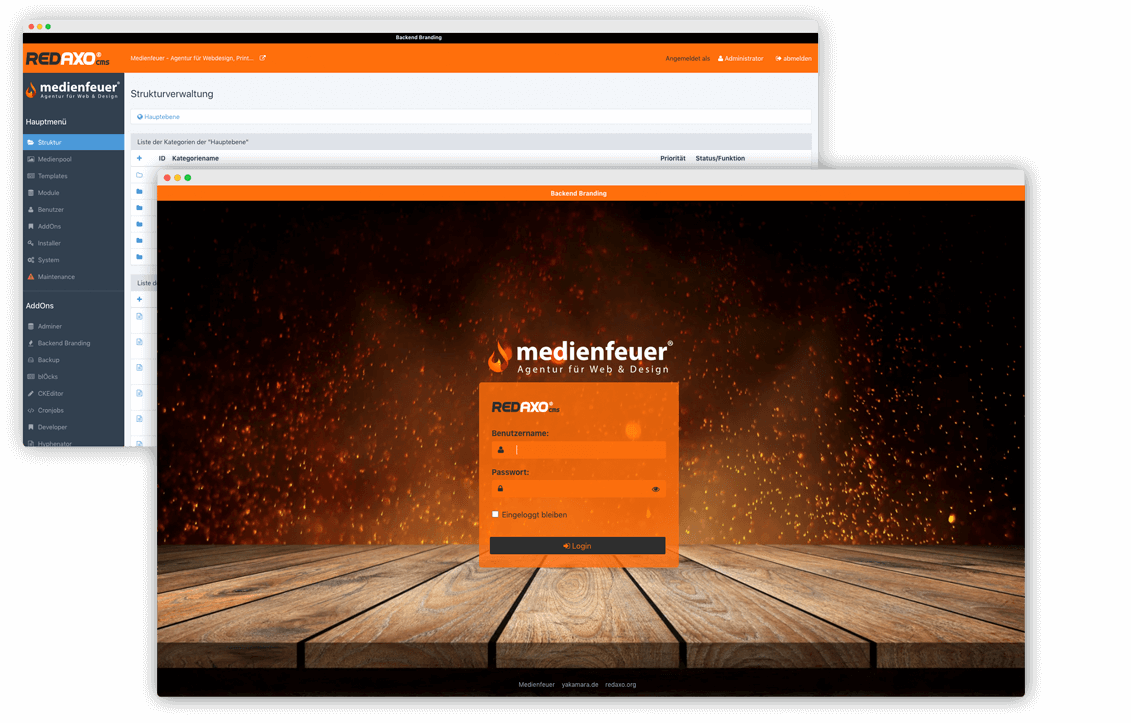 Backend Branding
REDAXO® cms
Medienfeuer - Agentur für Webdesign, Print...
Angemeldet als Administrator abmelden
medienfeuer®
Agentur für Web & Design
Hauptmenü
Struktur
Medienpool
Templates
Module
Benutzer
AddOns
Installer
System
Maintenance
AddOns
Adminer
Backend Branding
Backup
blÖcks
CKEditor
Cronjobs
Developer
Hyphenator
Strukturverwaltung
Hauptebene
Liste der Kategorien der "Hauptebene"
+ ID Kategoriename Priorität Status/Funktion
Liste
+
Backend Branding
medienfeuer®
Agentur für Web & Design
REDAXO® cms
Benutzername:
Passwort:
Eingeloggt bleiben
Login
Medienfeuer yakamara.de redaxo.org